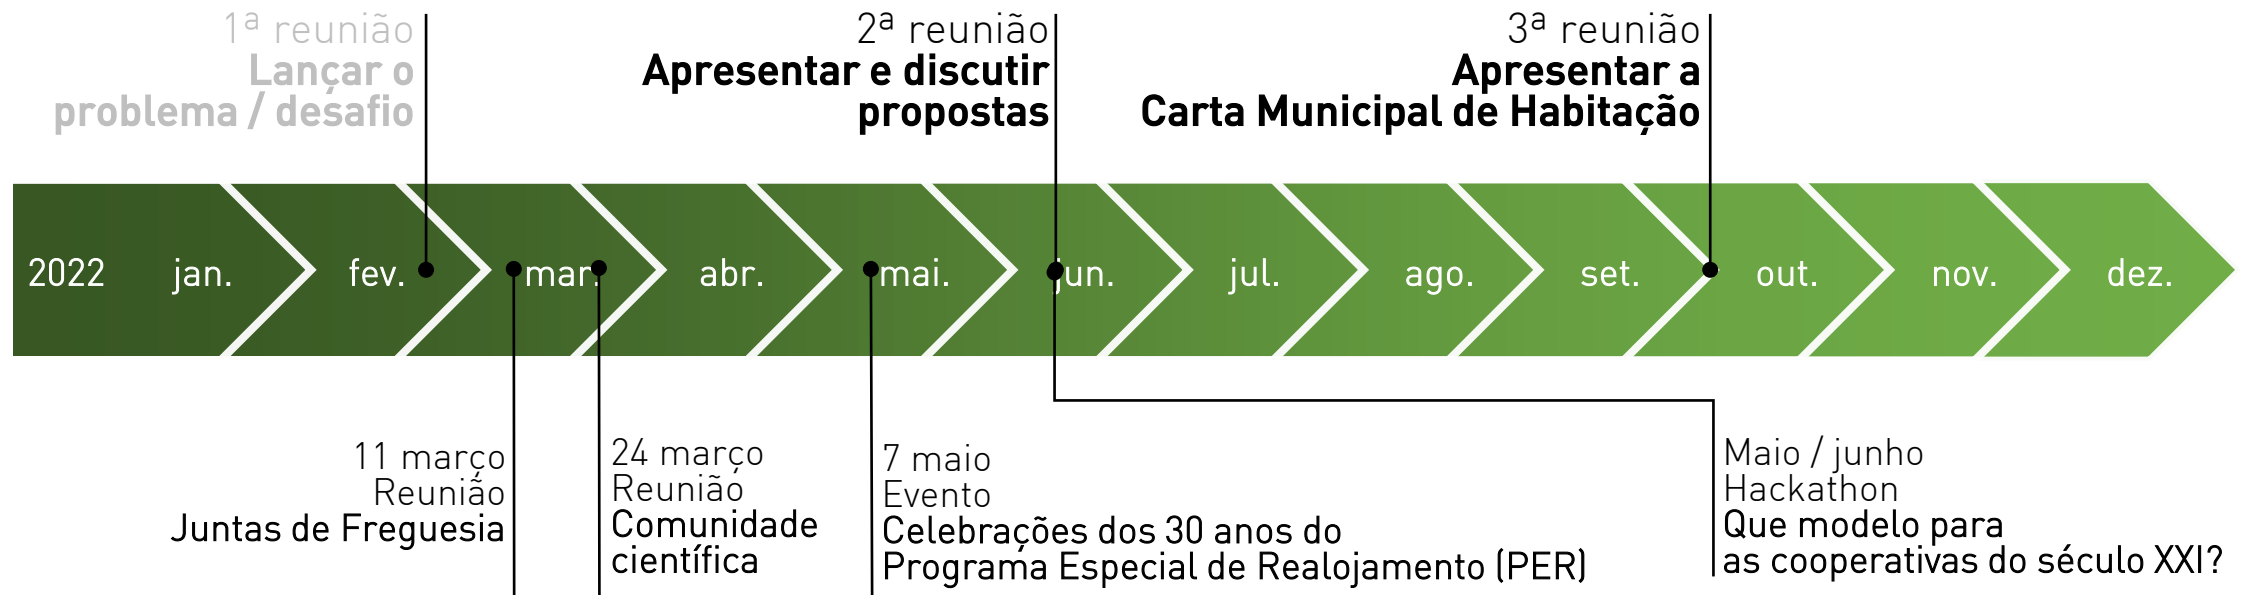 1ª reunião
Lançar o
problema / desafio
2ª reunião
Apresentar e discutir
propostas
3ª reunião
Apresentar a
Carta Municipal de Habitação
2022 jan. fev. mar. abr. mai. jun. jul. ago. set. out. nov. dez.
11 março
Reunião
Juntas de Freguesia
24 março
Reunião
Comunidade
científica
7 maio
Evento
Celebrações dos 30 anos do
Programa Especial de Realojamento (PER)
Maio / junho
Hackathon
Que modelo para
as cooperativas do século XXI?